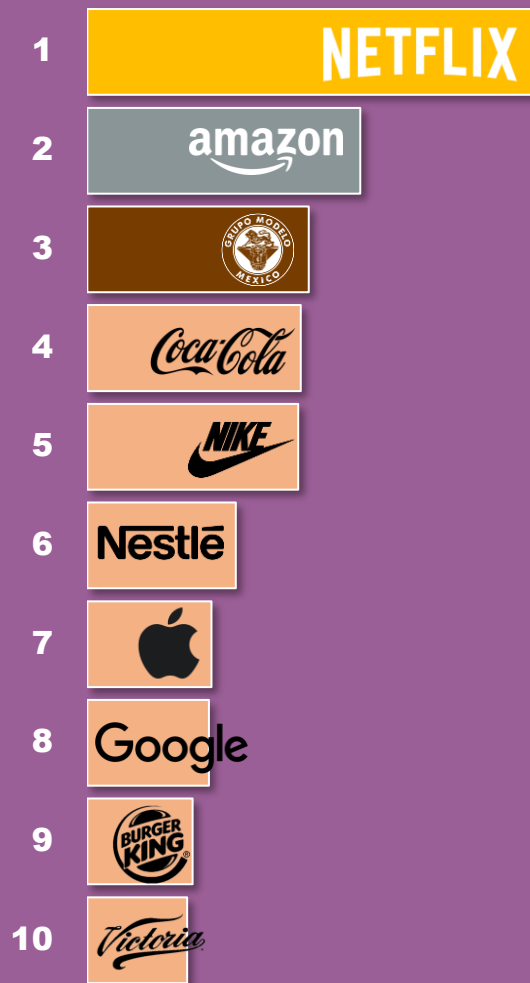 1
NETFLIX
2
amazon
3
GRUPO MODELO
MEXICO
4
Coca-Cola
5
NIKE
6
Nestlé
7
8
Google
9
BURGER
KING
®
10
Victoria